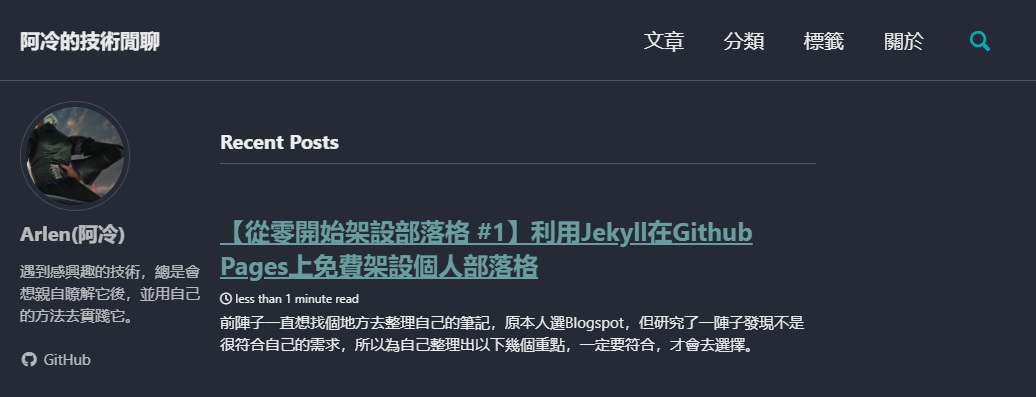 阿冷的技術閒聊
文章 分類 標籤 關於
Recent Posts
【從零開始架設部落格 #1】利用Jekyll在Github
Pages上免費架設個人部落格
less than 1 minute read
前陣子一直想找個地方去整理自己的筆記，原本人選Blogspot，但研究了一陣子發現不是
很符合自己的需求，所以為自己整理出以下幾個重點，一定要符合，才會去選擇。
Arlen(阿冷)
遇到感興趣的技術，總是會
想親自瞭解它後，並用自己
的方法去實踐它。
GitHub